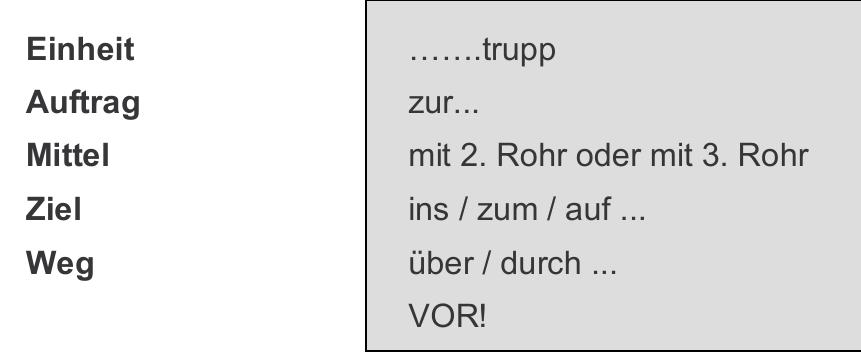 Einheit …….trupp
Auftrag zur...
Mittel mit 2. Rohr oder mit 3. Rohr
Ziel ins / zum / auf ...
Weg über / durch ...
VOR!